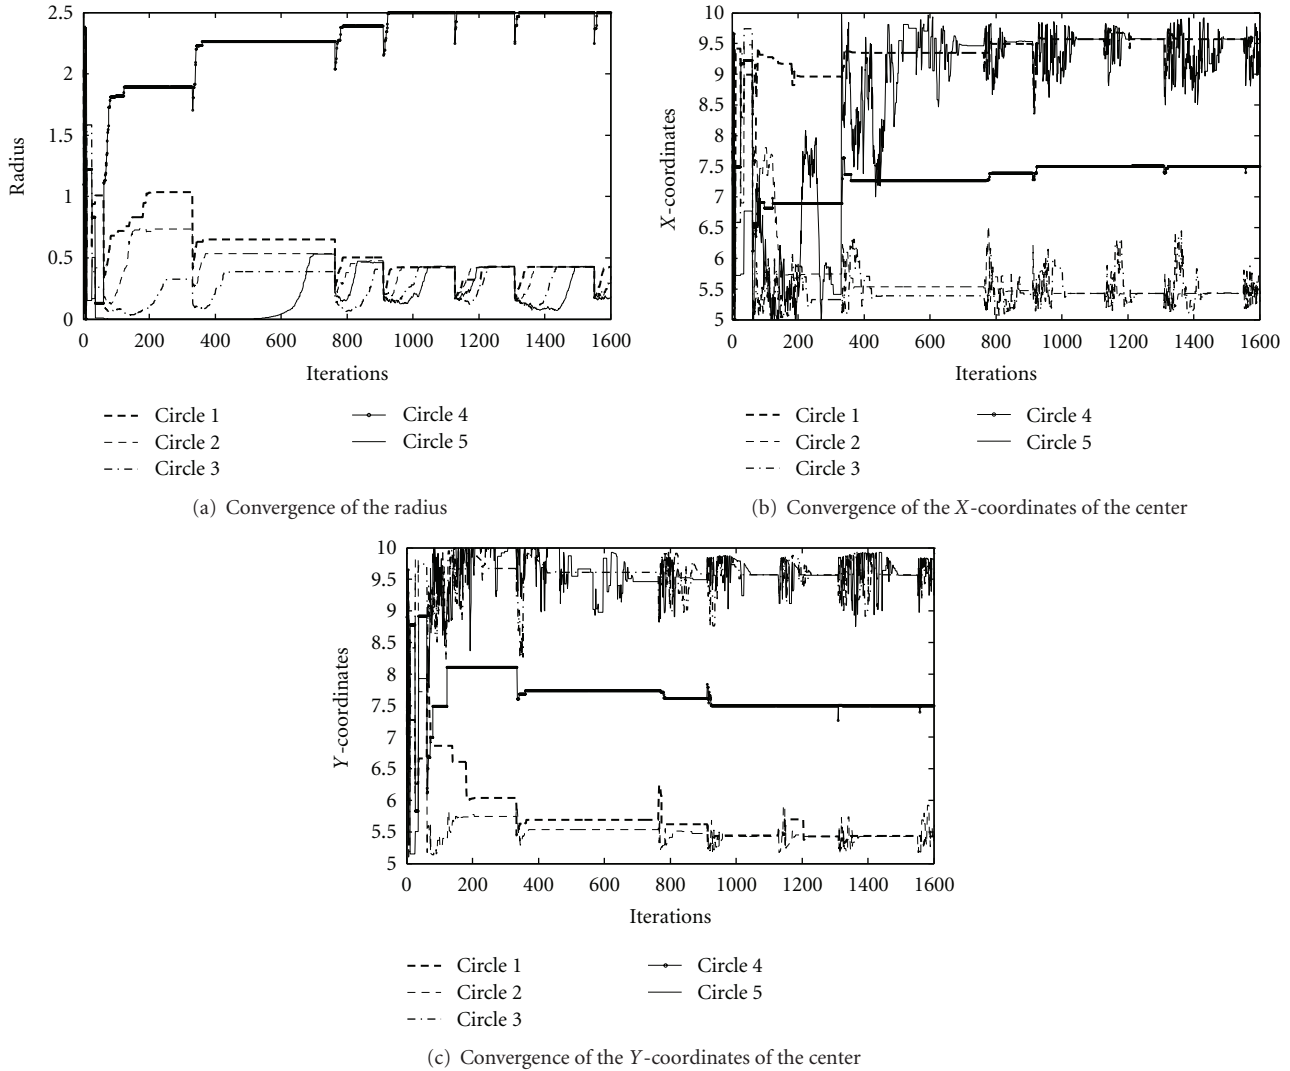 2.5
2
1.5
1
0.5
0
Radius
0 200 400 600 800 1000 1200 1400 1600
Iterations
Circle 1
Circle 2
Circle 3
Circle 4
Circle 5
(a) Convergence of the radius
10
9.5
9
8.5
8
7.5
7
6.5
6
5.5
5
X-coordinates
0 200 400 600 800 1000 1200 1400 1600
Iterations
Circle 1
Circle 2
Circle 3
Circle 4
Circle 5
(b) Convergence of the X-coordinates of the center
10
9.5
9
8.5
8
7.5
7
6.5
6
5.5
5
Y-coordinates
0 200 400 600 800 1000 1200 1400 1600
Iterations
Circle 1
Circle 2
Circle 3
Circle 4
Circle 5
(c) Convergence of the Y-coordinates of the center